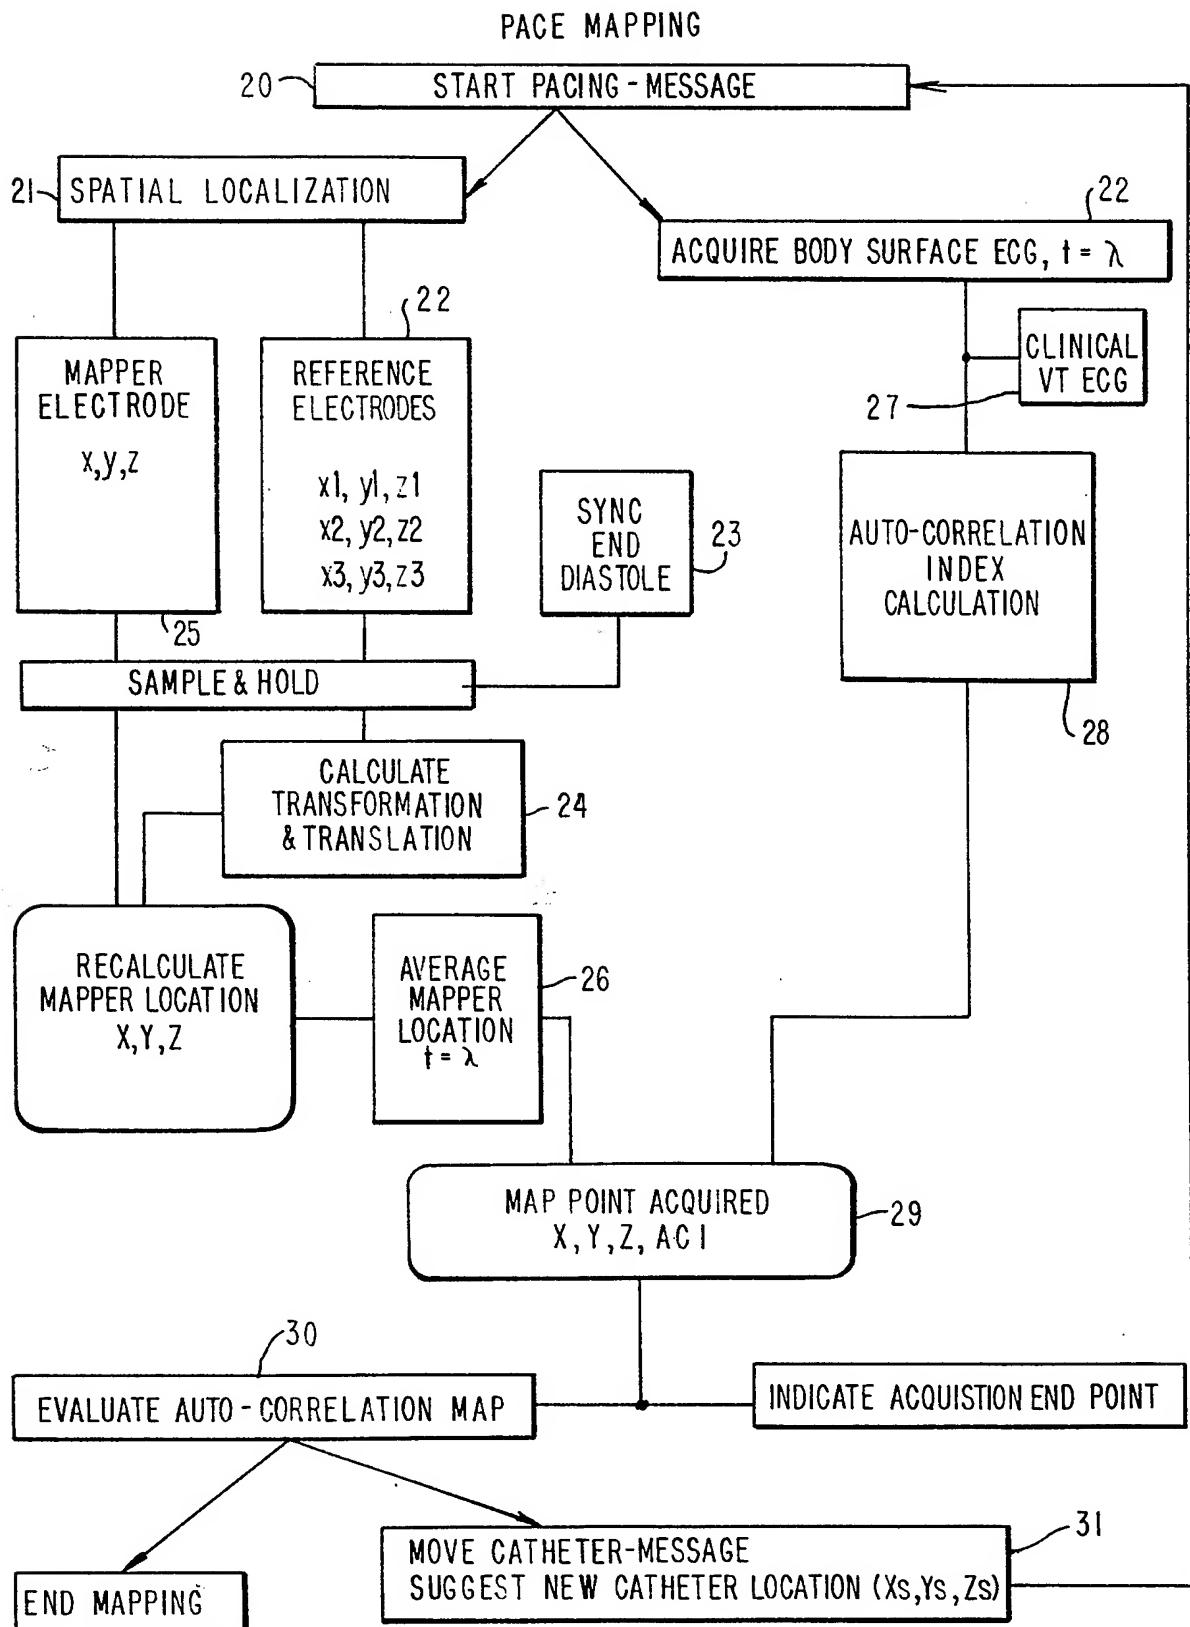 PACE MAPPING
20
START PACING-MESSAGE
21
SPATIAL LOCALIZATION
22
ACQUIRE BODY SURFACE ECG, t = λ
22
MAPPER
ELECTRODE
x,y,z
REFERENCE
ELECTRODES
x1, y1, z1
x2, y2, z2
x3, y3, z3
CLINICAL
VT ECG
27
SYNC
END
DIASTOLE
23
AUTO-CORRELATION
INDEX
CALCULATION
25
SAMPLE & HOLD
28
CALCULATE
TRANSFORMATION
& TRANSLATION
24
RECALCULATE
MAPPER LOCATION
X,Y,Z
AVERAGE
MAPPER
LOCATION
t = λ
26
MAP POINT ACQUIRED
X, Y, Z, ACI
29
30
EVALUATE AUTO-CORRELATION MAP
INDICATE ACQUISTION END POINT
31
MOVE CATHETER-MESSAGE
SUGGEST NEW CATHETER LOCATION (Xs,Ys,Zs)
END MAPPING